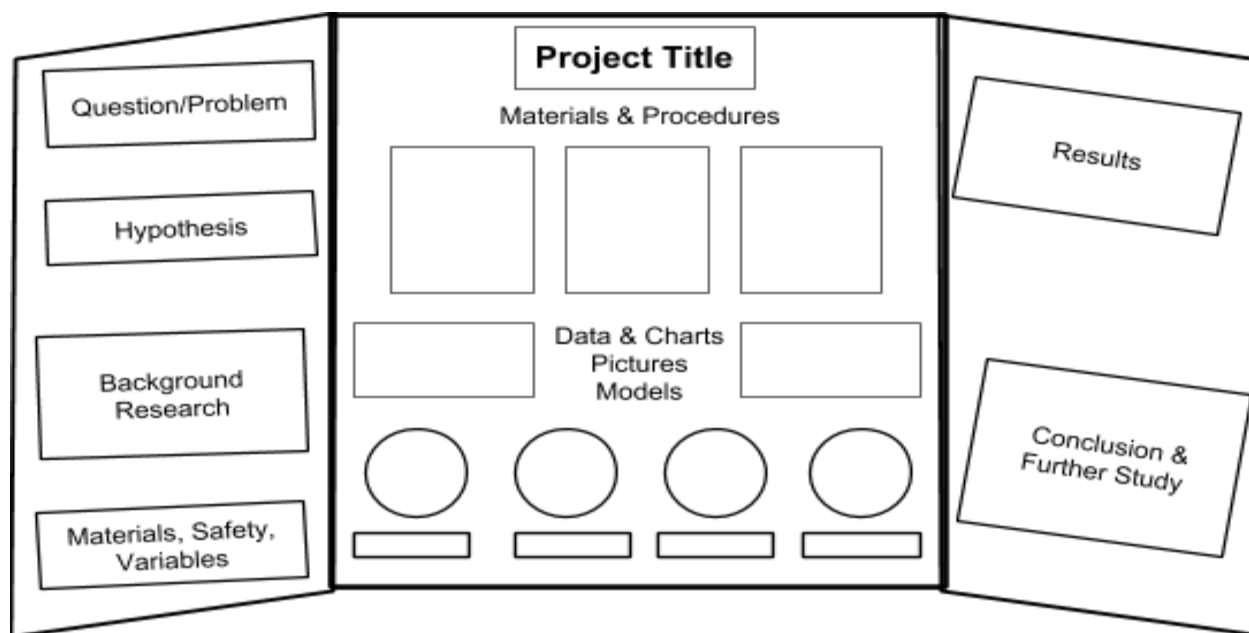 Question/Problem
Hypothesis
Background
Research
Materials, Safety,
Variables
Project Title
Materials & Procedures
Data & Charts
Pictures
Models
Results
Conclusion &
Further Study